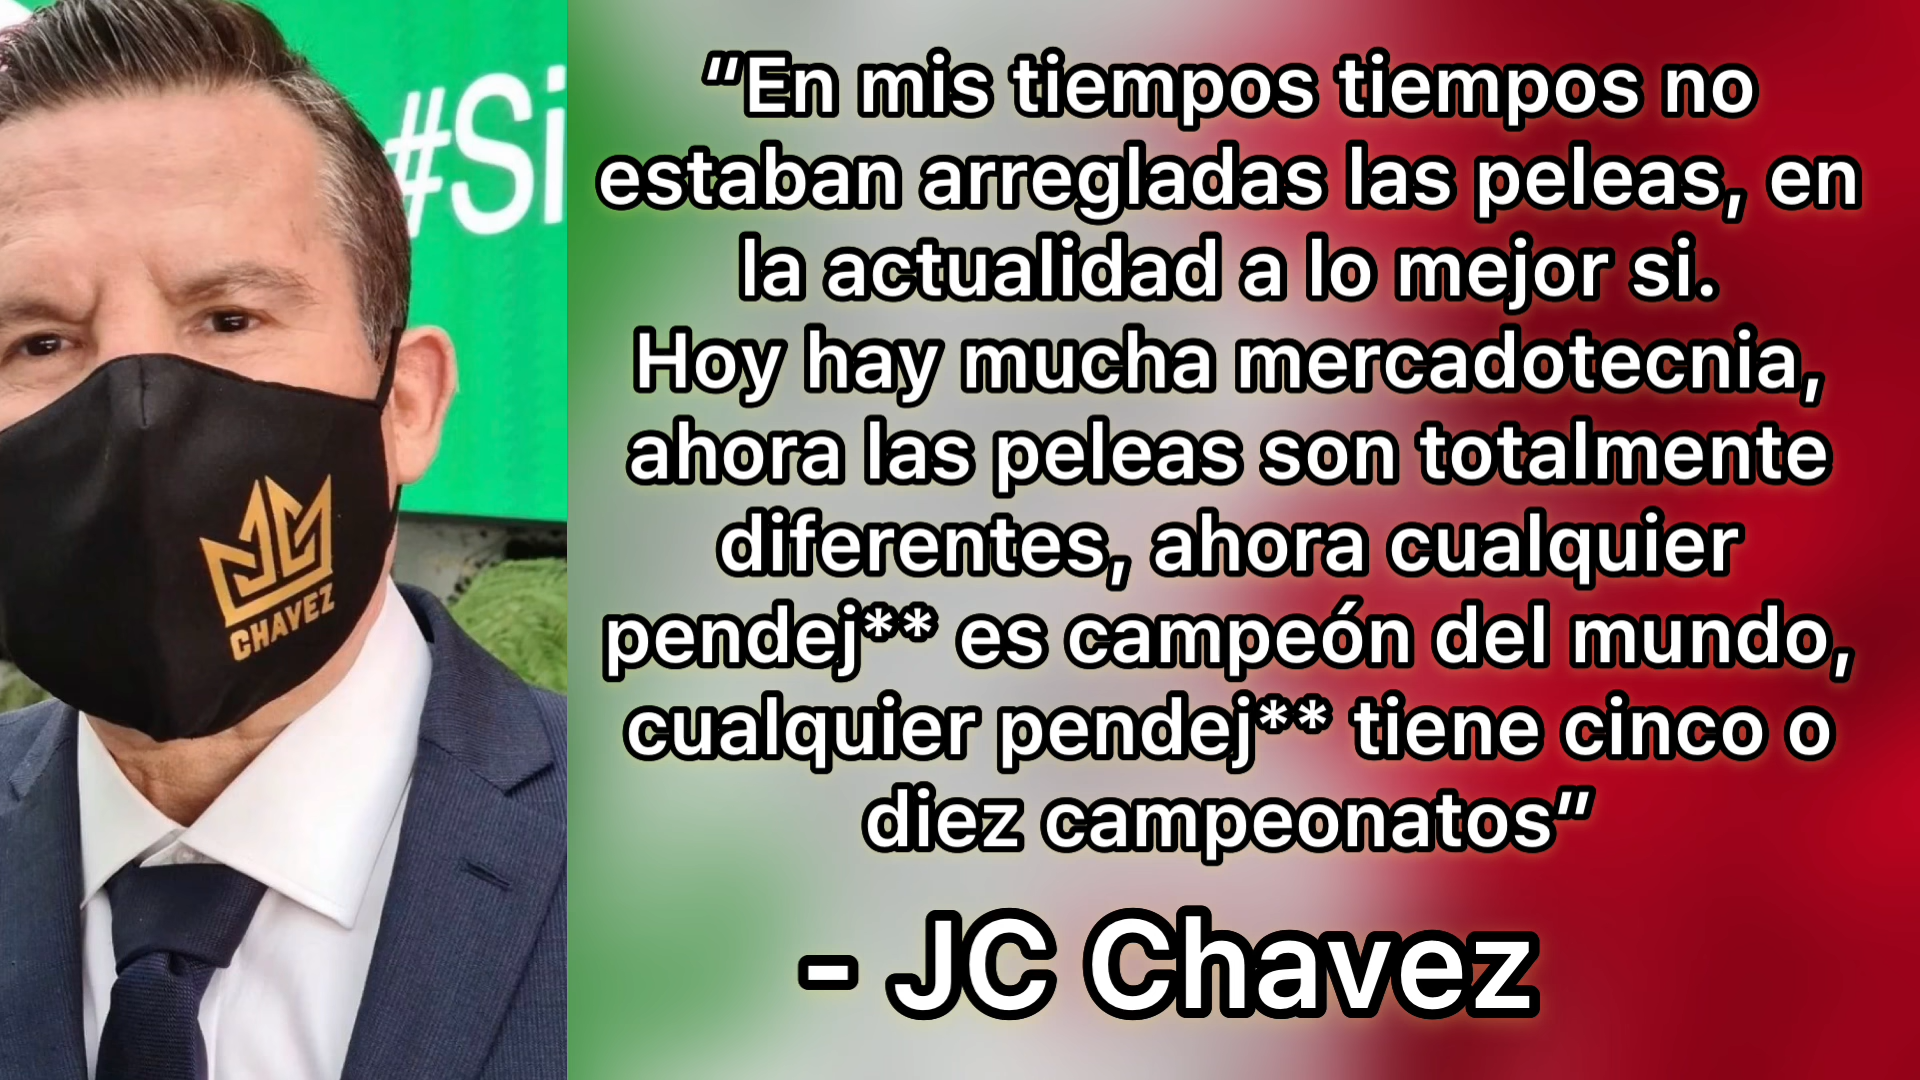 #Si
JC
CHAVEZ
“En mis tiempos tiempos no
estaban arregladas las peleas, en
la actualidad a lo mejor si.
Hoy hay mucha mercadotecnia,
ahora las peleas son totalmente
diferentes, ahora cualquier
pendej** es campeón del mundo,
cualquier pendej** tiene cinco o
diez campeonatos”
- JC Chavez